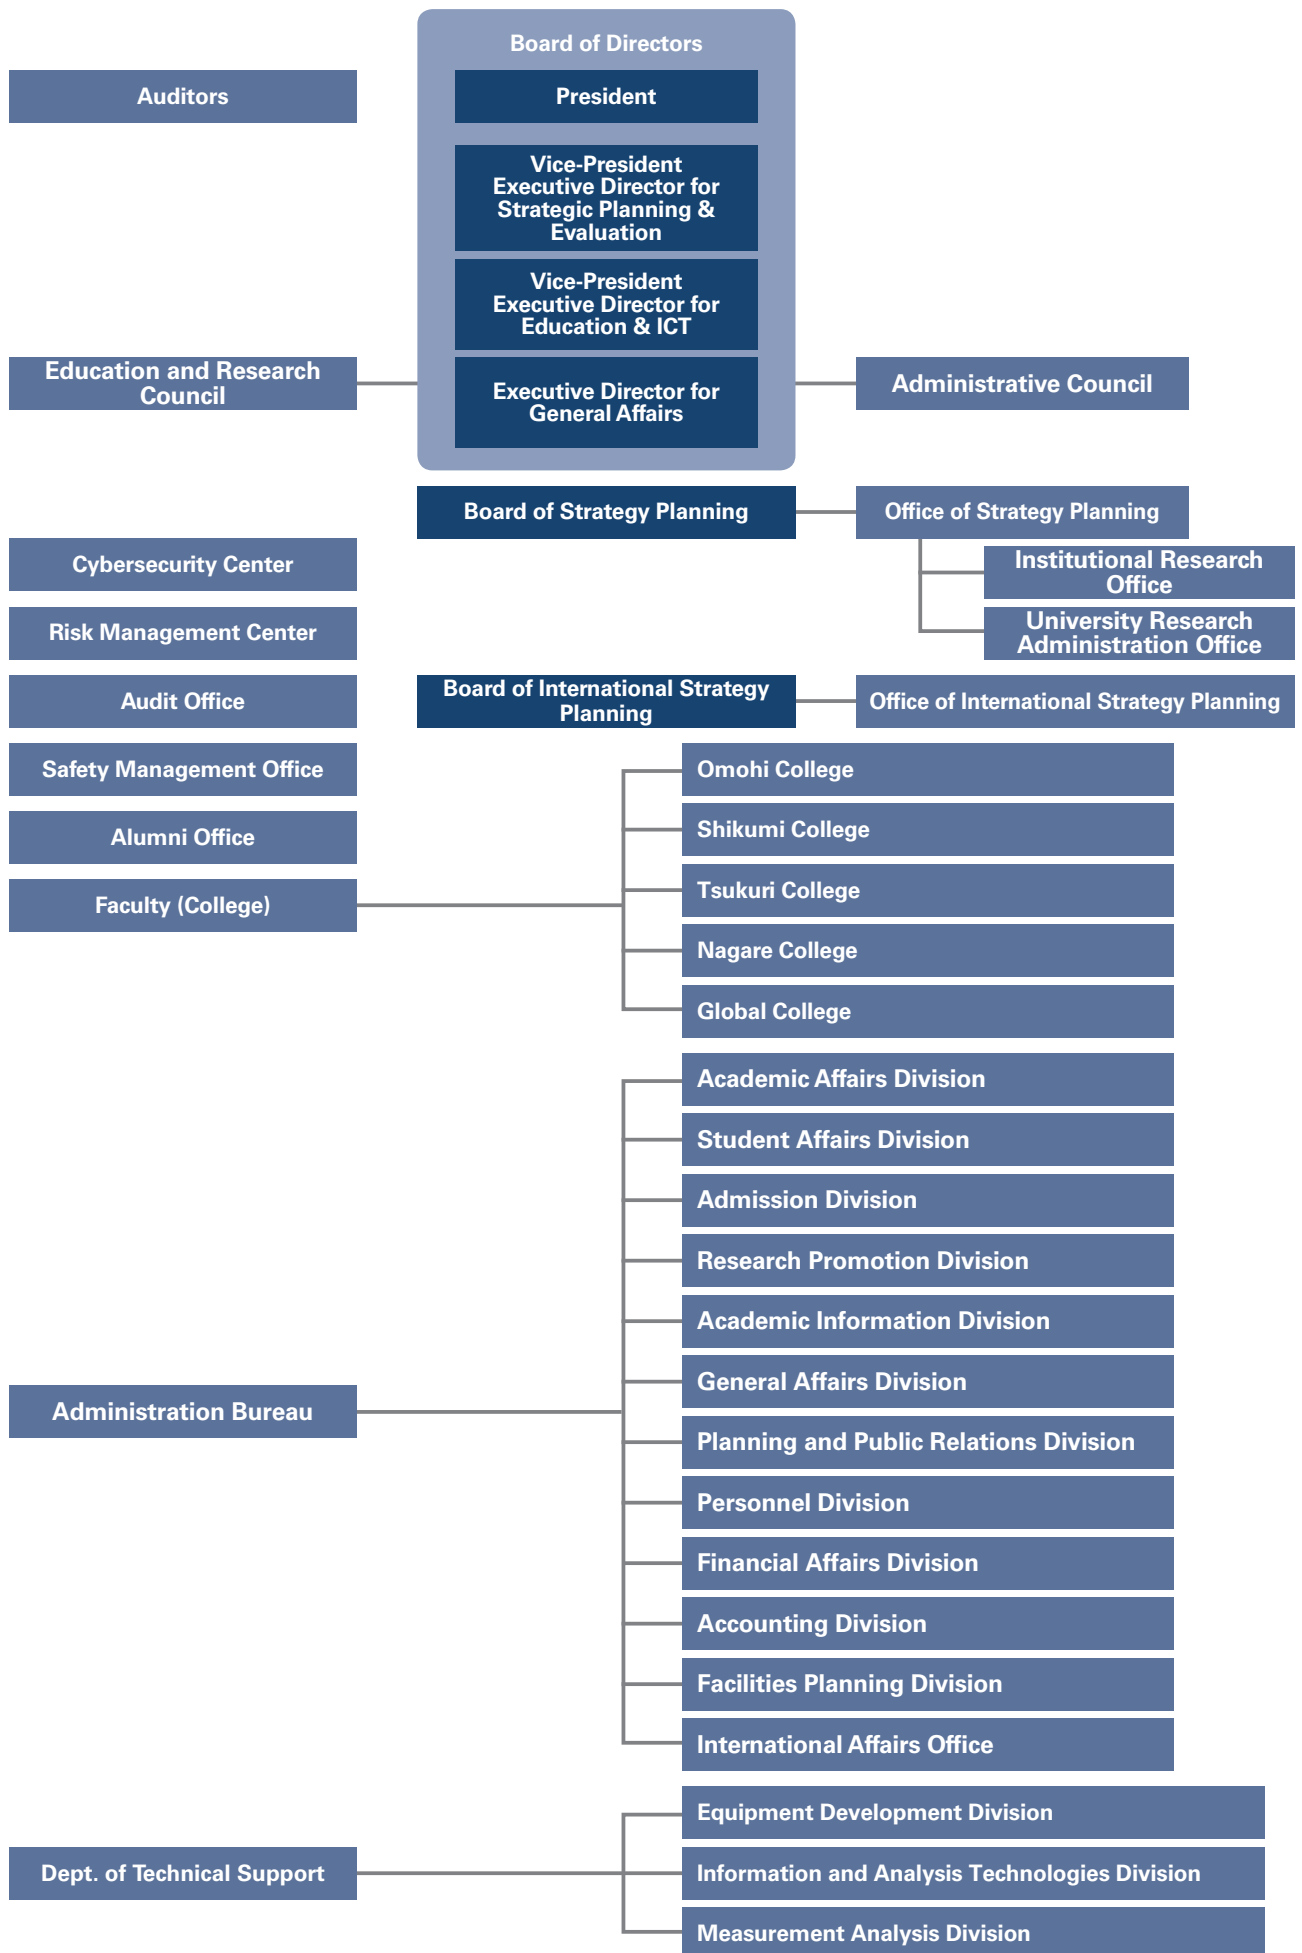 Board of Directors
Auditors
President
Vice-President
Executive Director for
Strategic Planning &
Evaluation
Vice-President
Executive Director for
Education & ICT
Education and Research
Council
Executive Director for
General Affairs
Administrative Council
Board of Strategy Planning
Office of Strategy Planning
Institutional Research
Office
University Research
Administration Office
Cybersecurity Center
Risk Management Center
Audit Office
Board of International Strategy
Planning
Office of International Strategy Planning
Safety Management Office
Alumni Office
Faculty (College)
Omohi College
Shikumi College
Tsukuri College
Nagare College
Global College
Administration Bureau
Academic Affairs Division
Student Affairs Division
Admission Division
Research Promotion Division
Academic Information Division
General Affairs Division
Planning and Public Relations Division
Personnel Division
Financial Affairs Division
Accounting Division
Facilities Planning Division
International Affairs Office
Dept. of Technical Support
Equipment Development Division
Information and Analysis Technologies Division
Measurement Analysis Division